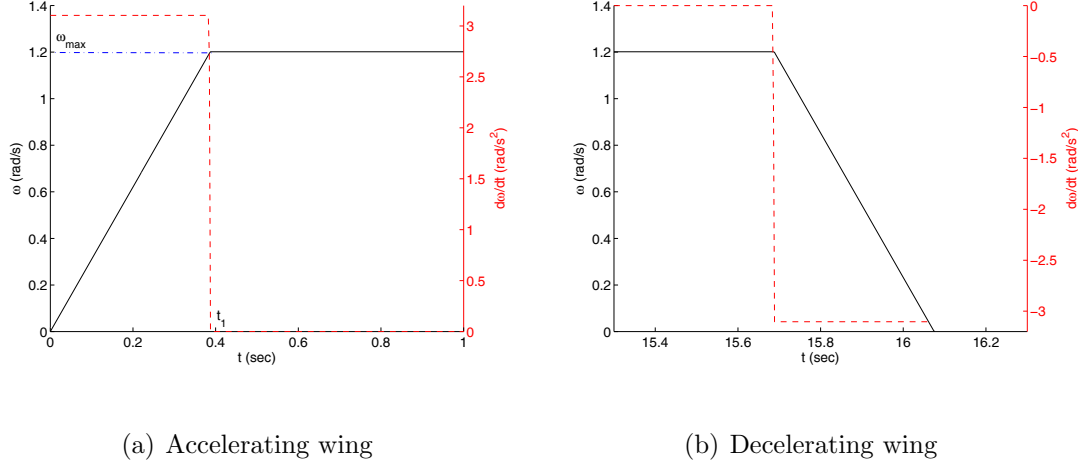 1.4
1.2
1
0.8
0.6
0.4
0.2
0
ω (rad/s)
ω_max
t_1
0 0.2 0.4 0.6 0.8 1
t (sec)
3
2.5
2
1.5
1
0.5
0
dω/dt (rad/s²)
(a) Accelerating wing
1.4
1.2
1
0.8
0.6
0.4
0.2
0
ω (rad/s)
15.4 15.6 15.8 16 16.2
t (sec)
0
−0.5
−1
−1.5
−2
−2.5
−3
dω/dt (rad/s²)
(b) Decelerating wing